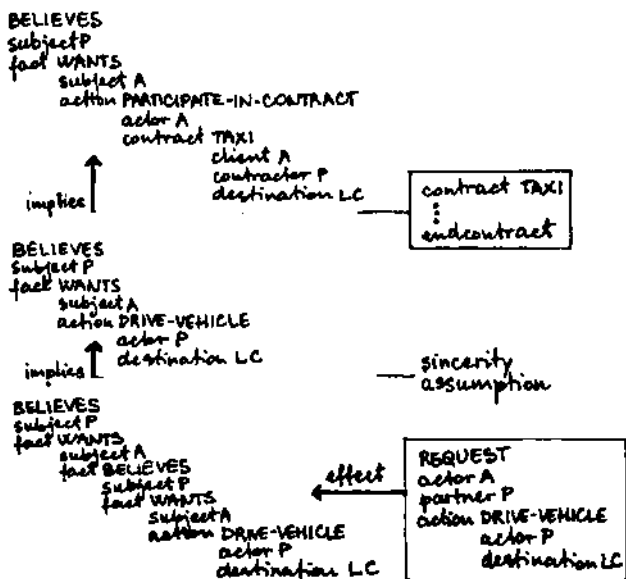 BELIEVES
subject P
fact WANTS
subject A
action PARTICIPATE-IN-CONTRACT
actor A
contract TAXI
client A
contractor P
destination LC
implies
contract TAXI
⋮
endcontract
BELIEVES
subject P
fact WANTS
subject A
action DRIVE-VEHICLE
actor P
destination LC
implies
sincerity
assumption
BELIEVES
subject P
fact WANTS
subject A
fact BELIEVES
subject P
fact WANTS
subject A
action DRIVE-VEHICLE
actor P
destination LC
effect
REQUEST
actor A
partner P
action DRIVE-VEHICLE
actor P
destination LC